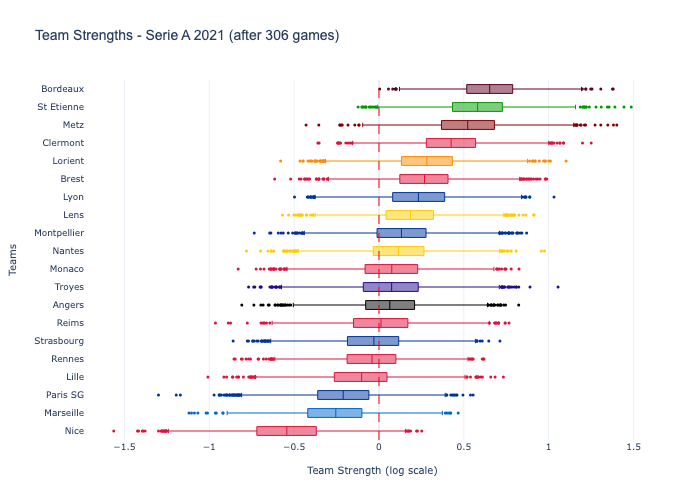 Team Strengths - Serie A 2021 (after 306 games)
Bordeaux
St Etienne
Metz
Clermont
Lorient
Brest
Lyon
Lens
Montpellier
Nantes
Monaco
Troyes
Angers
Reims
Strasbourg
Rennes
Lille
Paris SG
Marseille
Nice
Teams
−1.5 −1 −0.5 0 0.5 1 1.5
Team Strength (log scale)